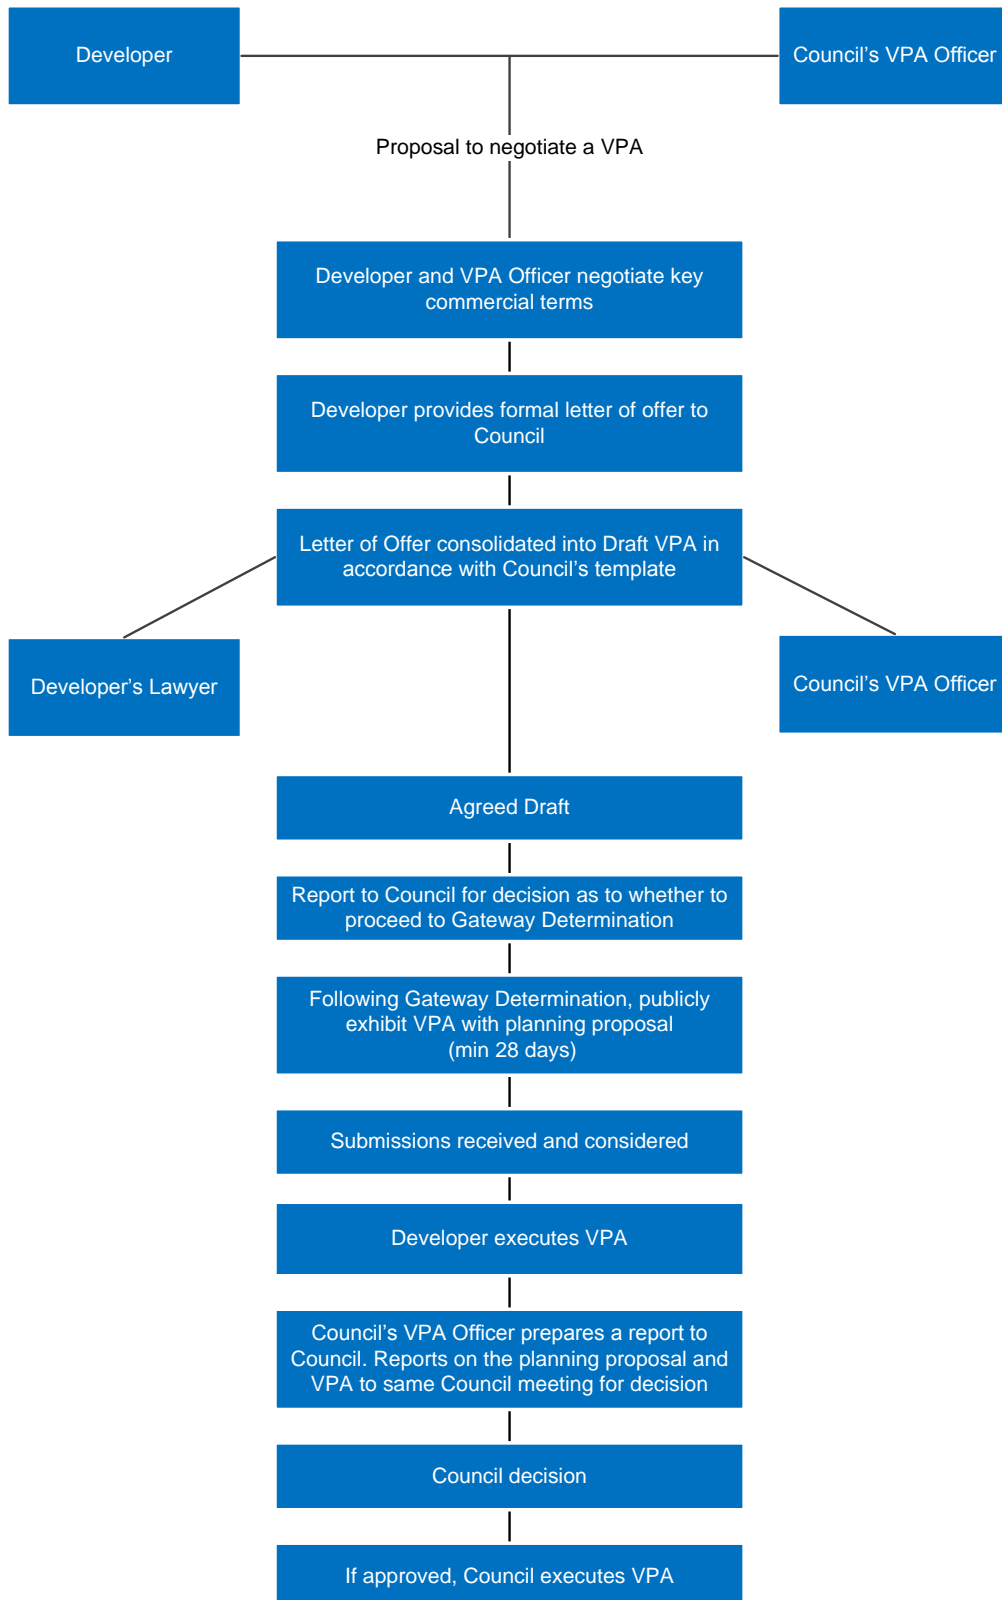 Developer
Council’s VPA Officer
Proposal to negotiate a VPA
Developer and VPA Officer negotiate key
commercial terms
Developer provides formal letter of offer to
Council
Letter of Offer consolidated into Draft VPA in
accordance with Council’s template
Developer’s Lawyer
Council’s VPA Officer
Agreed Draft
Report to Council for decision as to whether to
proceed to Gateway Determination
Following Gateway Determination, publicly
exhibit VPA with planning proposal
(min 28 days)
Submissions received and considered
Developer executes VPA
Council’s VPA Officer prepares a report to
Council. Reports on the planning proposal and
VPA to same Council meeting for decision
Council decision
If approved, Council executes VPA